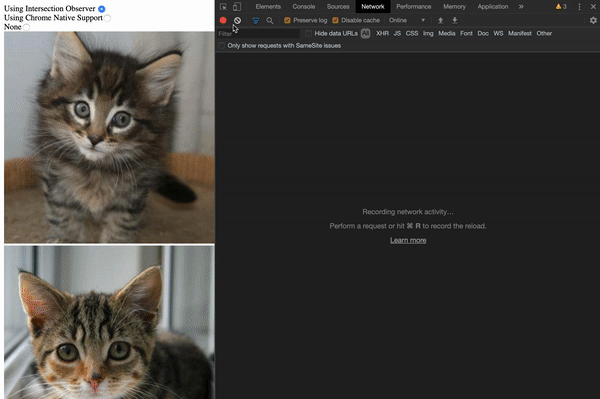 Using Intersection Observer
Using Chrome Native Support
None
Elements Console Sources Network Performance Memory Application » 3
Preserve log Disable cache Online
Filter Hide data URLs All XHR JS CSS Img Media Font Doc WS Manifest Other
Only show requests with SameSite issues
Recording network activity...
Perform a request or hit ⌘ R to record the reload.
Learn more